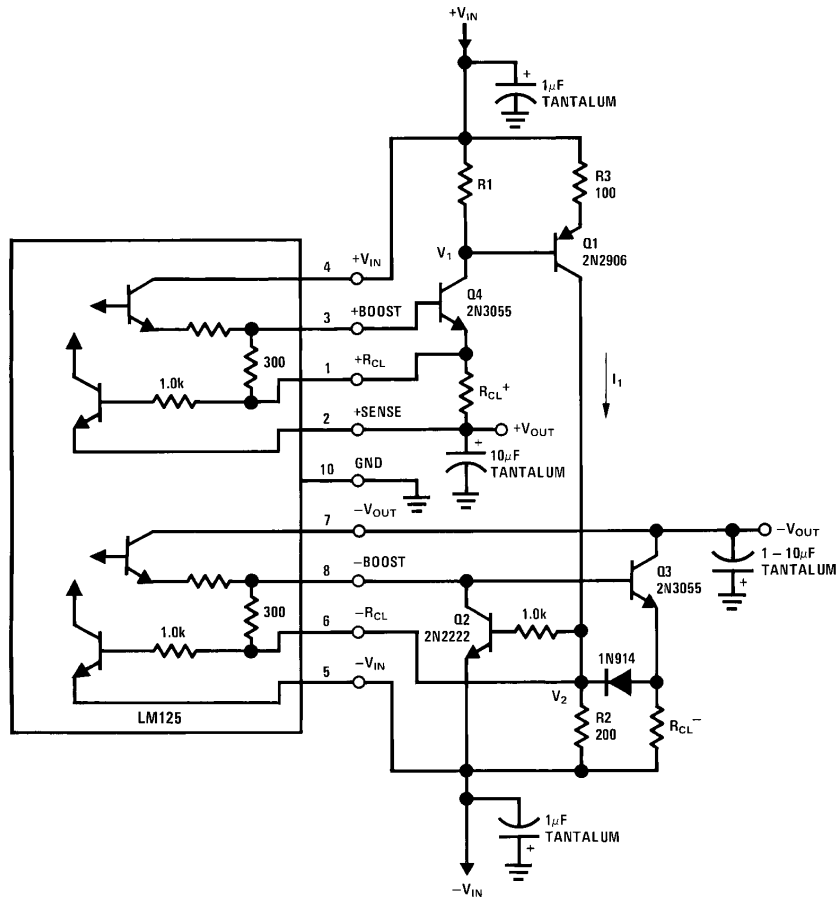 +VIN
+
1μF
TANTALUM
R1
R3
100
V1
Q1
2N2906
4
+VIN
Q4
2N3055
3
+BOOST
300
1
+RCL
1.0k
RCL+
I1
2
+SENSE
+VOUT
+
10μF
TANTALUM
10
GND
7
−VOUT
−VOUT
8
−BOOST
Q3
2N3055
1 – 10μF
TANTALUM
+
300
Q2
2N2222
1.0k
6
−RCL
1.0k
1N914
5
−VIN
V2
R2
200
RCL−
LM125
1μF
TANTALUM
+
−VIN